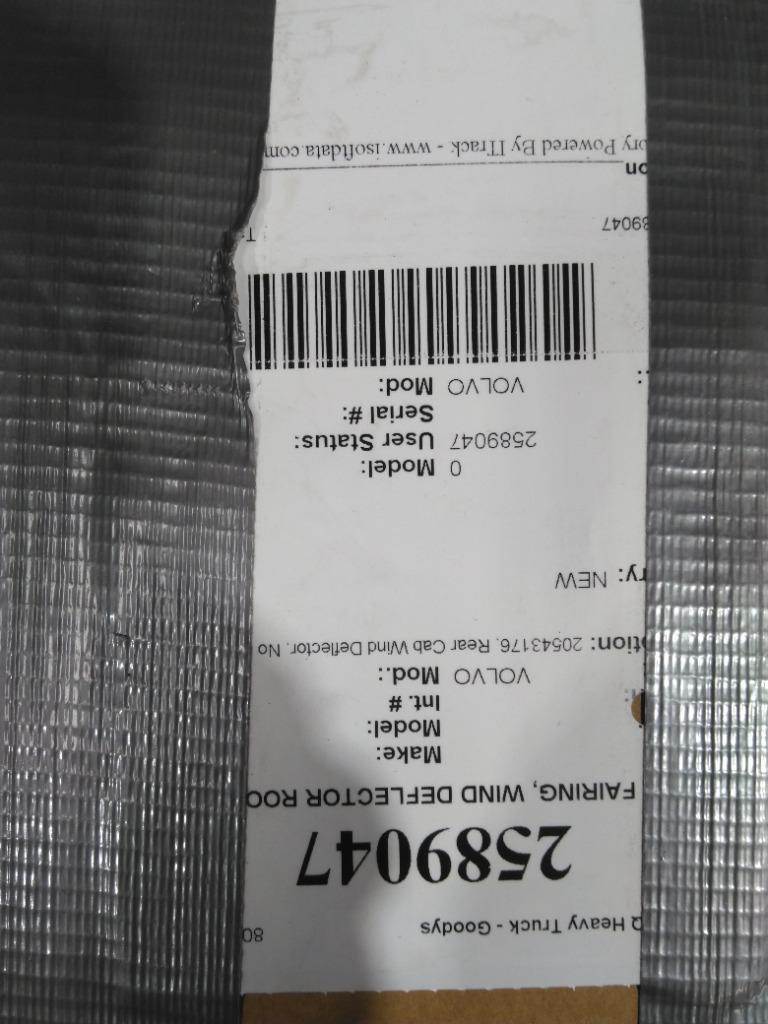 Q Heavy Truck - Goodys 80
2589047
FAIRING, WIND DEFLECTOR ROO
Make:
Model:
Int. #
VOLVO Mod.:
tion: 20543176. Rear Cab Wind Deflector. No
ry: NEW
0 Model:
2589047 User Status:
Serial #:
VOLVO Mod:
89047 T:
on
ory Powered By ITrack - www.isoftdata.com